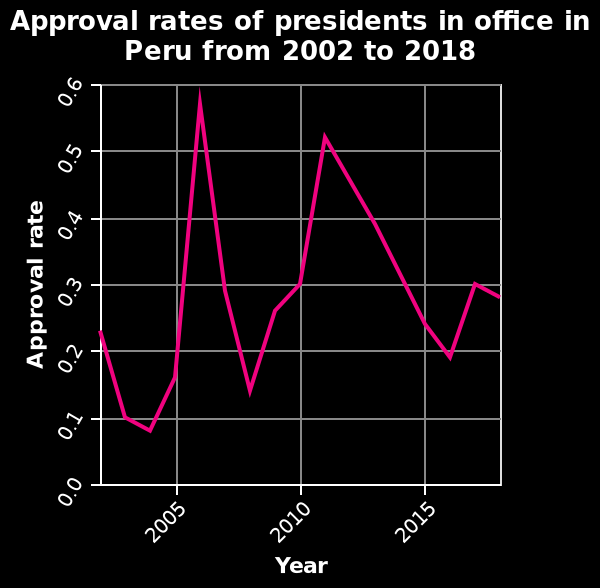 Approval rates of presidents in office in
Peru from 2002 to 2018
0.6
0.5
0.4
0.3
0.2
0.1
0.0
Approval rate
2005
2010
2015
Year